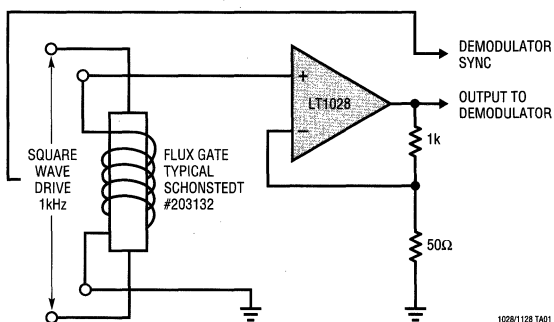 DEMODULATOR
SYNC
+
LT1028
–
OUTPUT TO
DEMODULATOR
1k
SQUARE
WAVE
DRIVE
1kHz
FLUX GATE
TYPICAL
SCHONSTEDT
#203132
50Ω
1028/1128 TA01